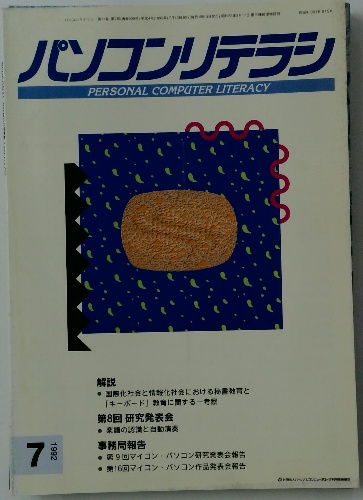 パソコンリテラシ
PERSONAL COMPUTER LITERACY
解説
● 国際化社会と情報化社会における秘書教育と
「キーボード」教育に関する一考察
第8回 研究発表会
● 楽譜の認識と自動演奏
事務局報告
● 第9回マイコン・パソコン研究発表会報告
● 第16回マイコン・パソコン作品発表会報告
7
1992